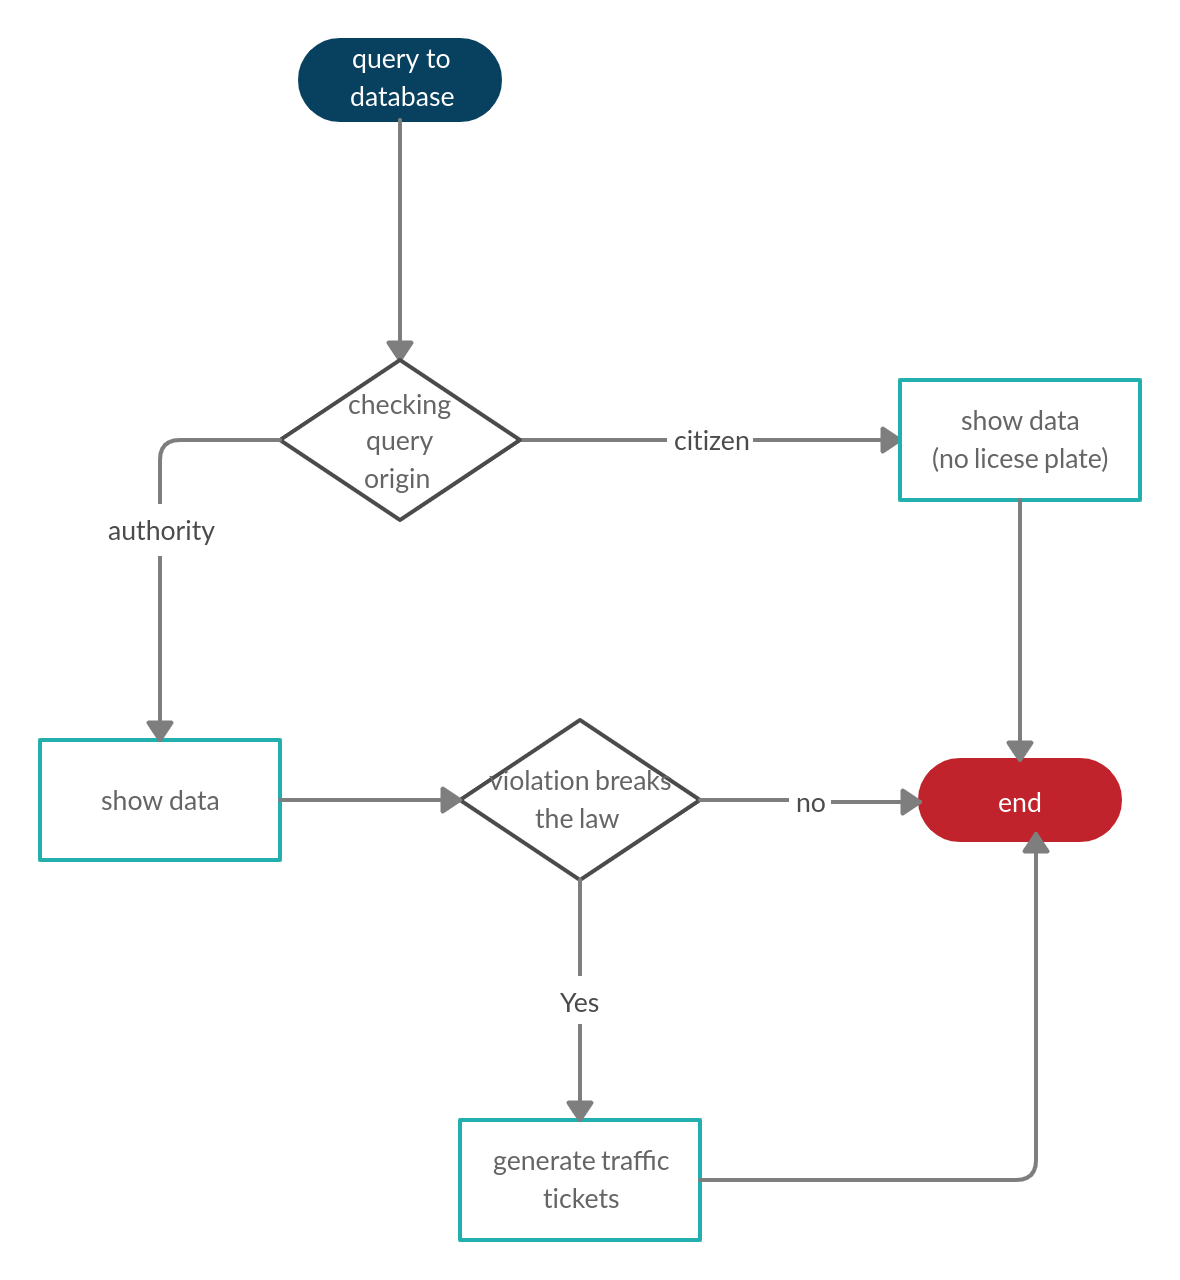 query to
database
checking
query
origin
citizen
show data
(no licese plate)
authority
show data
violation breaks
the law
no
end
Yes
generate traffic
tickets